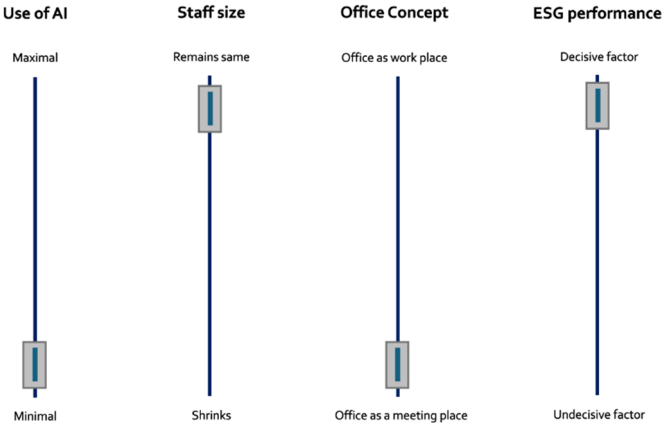 Use of AI
Staff size
Office Concept
ESG performance
Maximal
Remains same
Office as work place
Decisive factor
Minimal
Shrinks
Office as a meeting place
Undecisive factor